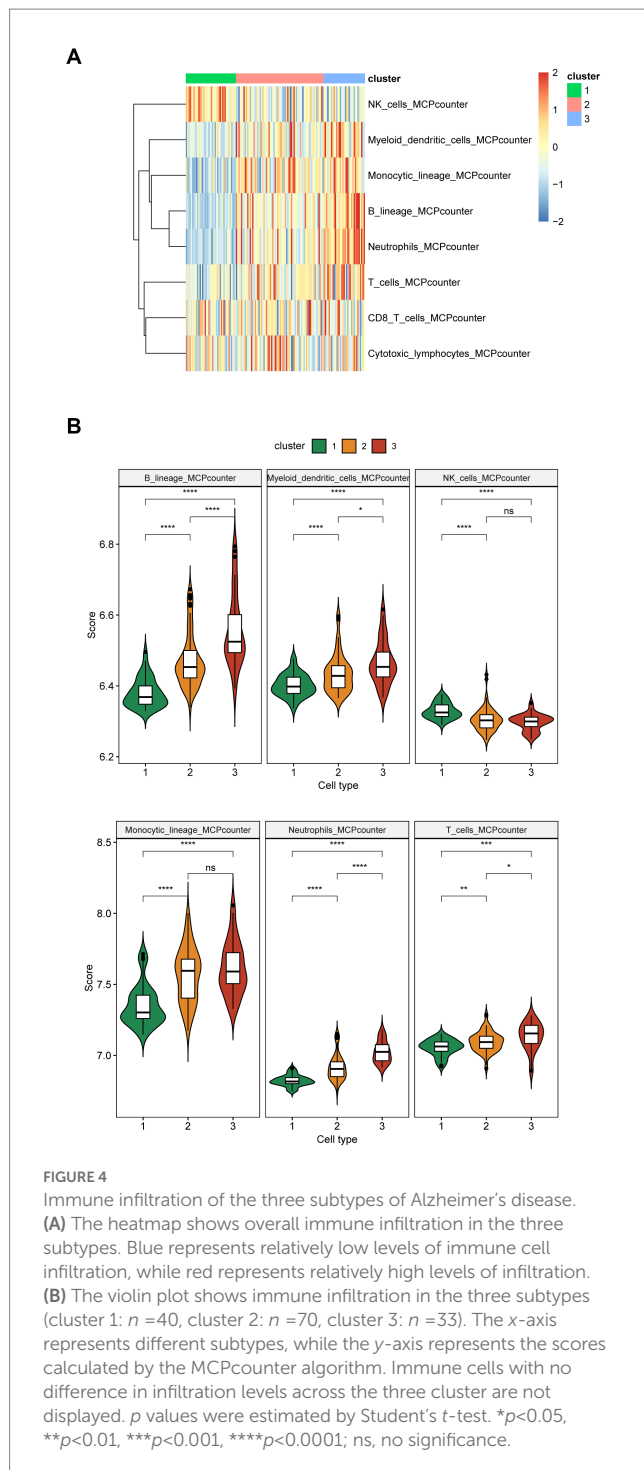 A
cluster
NK_cells_MCPcounter
Myeloid_dendritic_cells_MCPcounter
Monocytic_lineage_MCPcounter
B_lineage_MCPcounter
Neutrophils_MCPcounter
T_cells_MCPcounter
CD8_T_cells_MCPcounter
Cytotoxic_lymphocytes_MCPcounter
2
1
0
−1
−2
cluster
1
2
3
B
cluster 1 2 3
B_lineage_MCPcounter Myeloid_dendritic_cells_MCPcounter NK_cells_MCPcounter
**** **** ****
**** **** **** * **** ns
6.8
6.6
6.4
6.2
Score
1 2 3 1 2 3 1 2 3
Cell type
Monocytic_lineage_MCPcounter Neutrophils_MCPcounter T_cells_MCPcounter
**** **** ***
**** ns **** **** ** *
8.5
8.0
7.5
7.0
Score
1 2 3 1 2 3 1 2 3
Cell type
FIGURE 4
Immune infiltration of the three subtypes of Alzheimer’s disease.
(A) The heatmap shows overall immune infiltration in the three
subtypes. Blue represents relatively low levels of immune cell
infiltration, while red represents relatively high levels of infiltration.
(B) The violin plot shows immune infiltration in the three subtypes
(cluster 1: n =40, cluster 2: n =70, cluster 3: n =33). The x-axis
represents different subtypes, while the y-axis represents the scores
calculated by the MCPcounter algorithm. Immune cells with no
difference in infiltration levels across the three cluster are not
displayed. p values were estimated by Student’s t-test. *p<0.05,
**p<0.01, ***p<0.001, ****p<0.0001; ns, no significance.